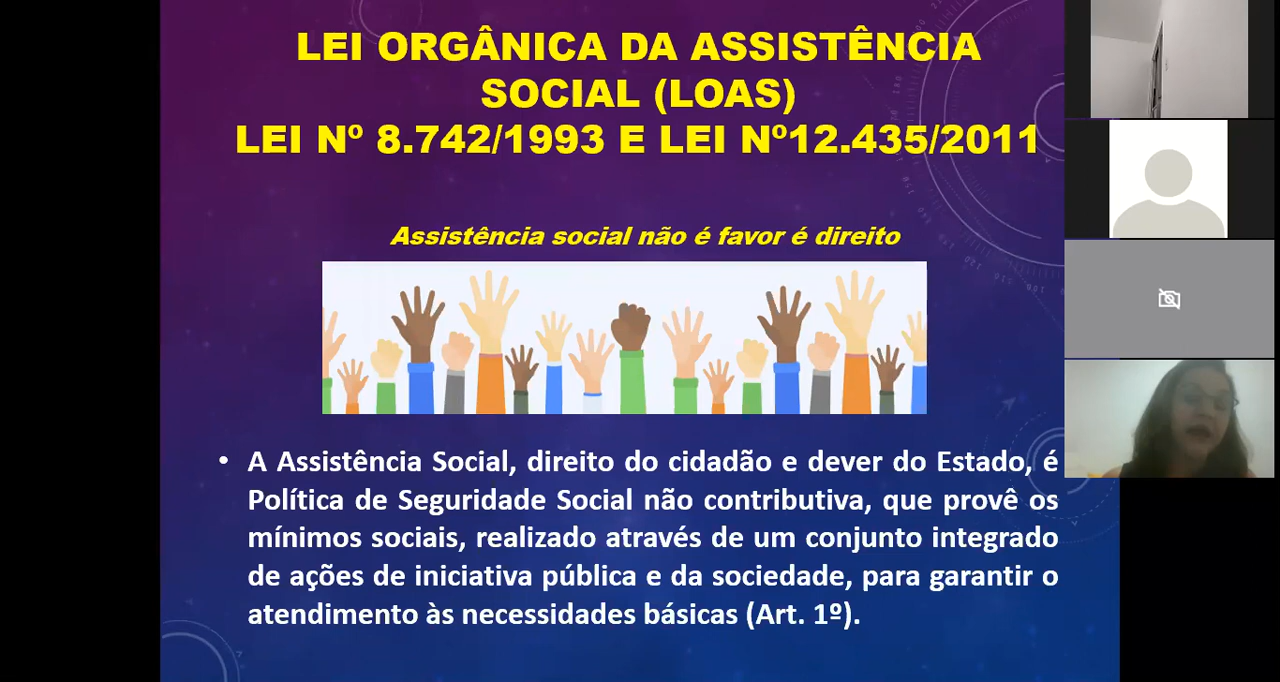 LEI ORGÂNICA DA ASSISTÊNCIA
SOCIAL (LOAS)
LEI Nº 8.742/1993 E LEI Nº12.435/2011
Assistência social não é favor é direito
• A Assistência Social, direito do cidadão e dever do Estado, é
Política de Seguridade Social não contributiva, que provê os
mínimos sociais, realizado através de um conjunto integrado
de ações de iniciativa pública e da sociedade, para garantir o
atendimento às necessidades básicas (Art. 1º).